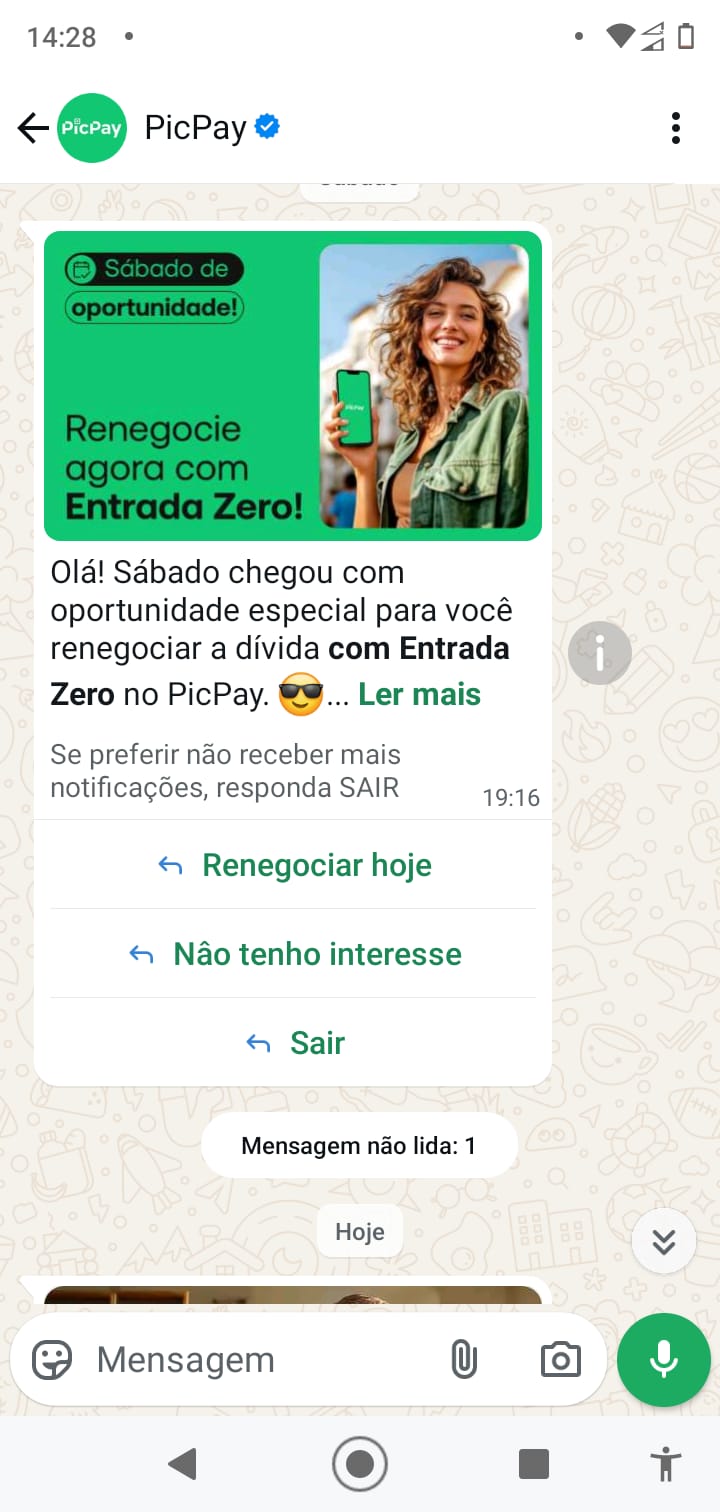 14:28
PicPay
PicPay
Sábado de
oportunidade!
Renegocie
agora com
Entrada Zero!
PicPay
Olá! Sábado chegou com
oportunidade especial para você
renegociar a dívida com Entrada
Zero no PicPay. 😎... Ler mais
Se preferir não receber mais
notificações, responda SAIR
19:16
Renegociar hoje
Nâo tenho interesse
Sair
Mensagem não lida: 1
Hoje
Mensagem